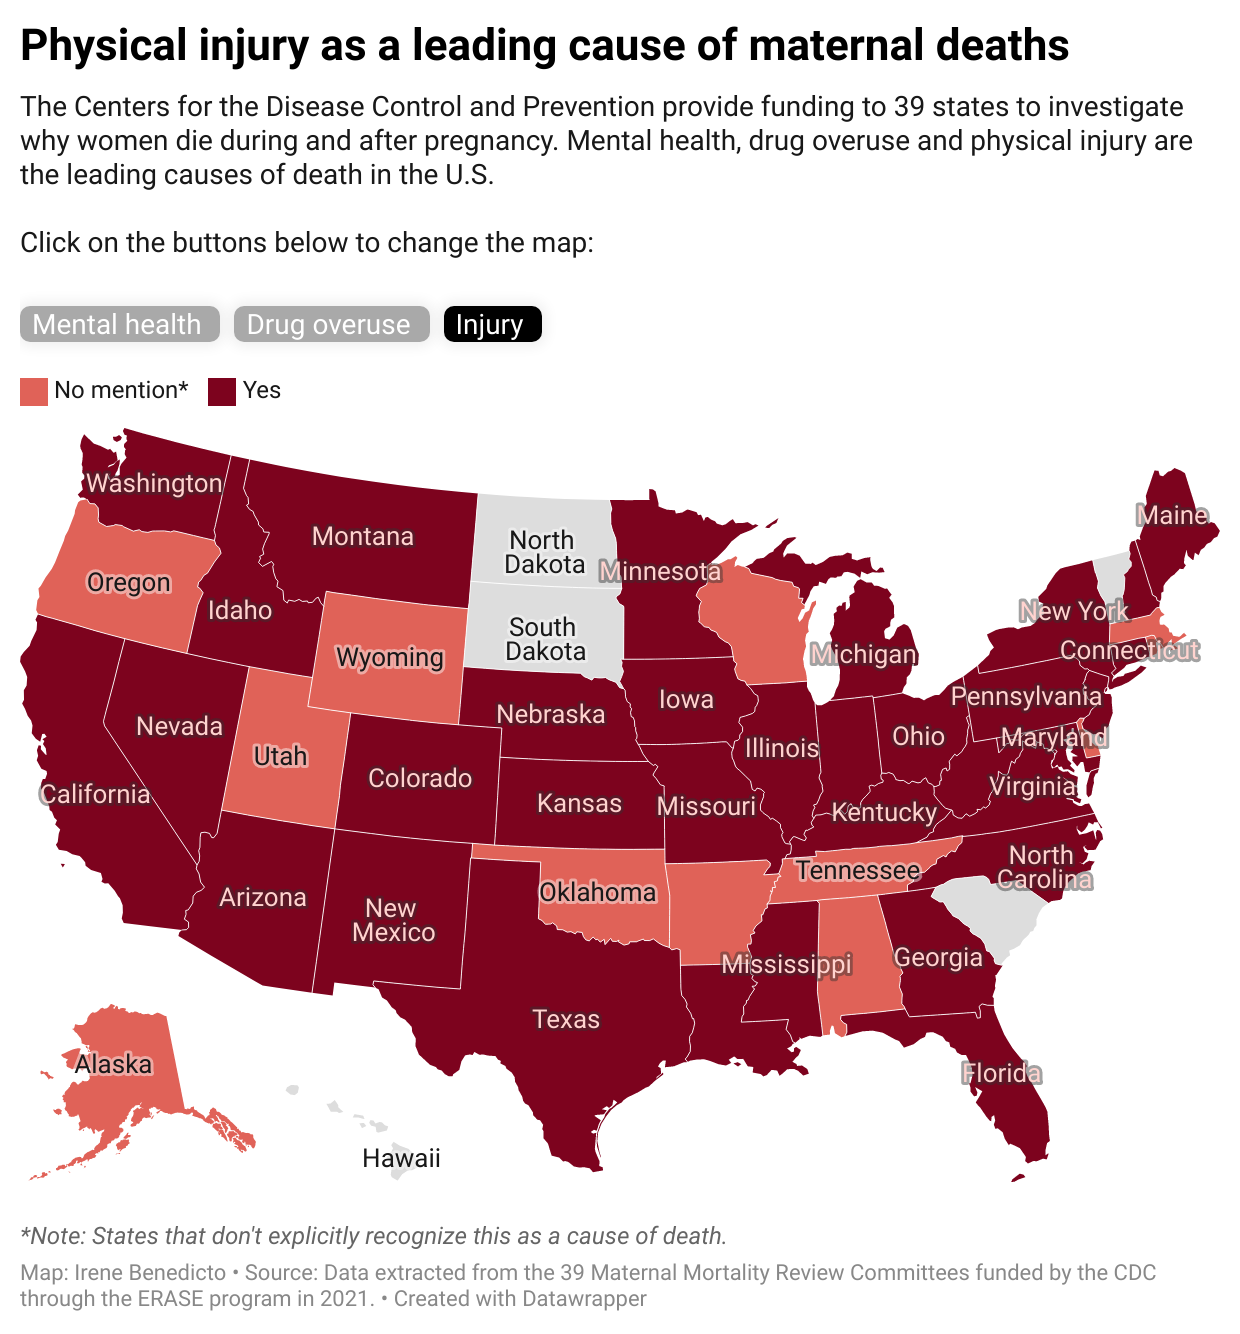 Physical injury as a leading cause of maternal deaths
The Centers for the Disease Control and Prevention provide funding to 39 states to investigate
why women die during and after pregnancy. Mental health, drug overuse and physical injury are
the leading causes of death in the U.S.
Click on the buttons below to change the map:
Mental health Drug overuse Injury
No mention* Yes
Washington
Maine
Montana
North
Dakota
Minnesota
Oregon
Idaho
New York
South
Dakota
Wyoming
Michigan
Connecticut
Iowa
Pennsylvania
Nebraska
Nevada
Ohio
Maryland
Illinois
Utah
Colorado
Virginia
California
Kansas
Missouri
Kentucky
North
Carolina
Tennessee
Oklahoma
Arizona
New
Mexico
Mississippi
Georgia
Texas
Alaska
Florida
Hawaii
*Note: States that don't explicitly recognize this as a cause of death.
Map: Irene Benedicto • Source: Data extracted from the 39 Maternal Mortality Review Committees funded by the CDC
through the ERASE program in 2021. • Created with Datawrapper